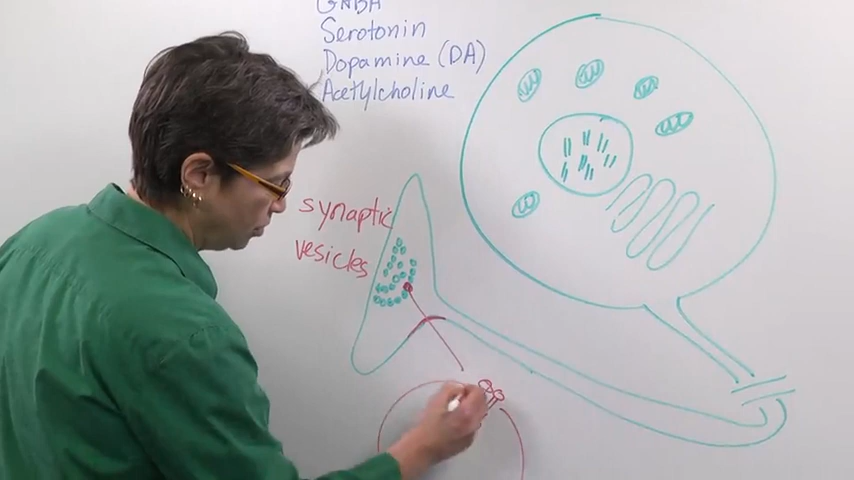 GABA
Serotonin
Dopamine (DA)
Acetylcholine
synaptic
vesicles